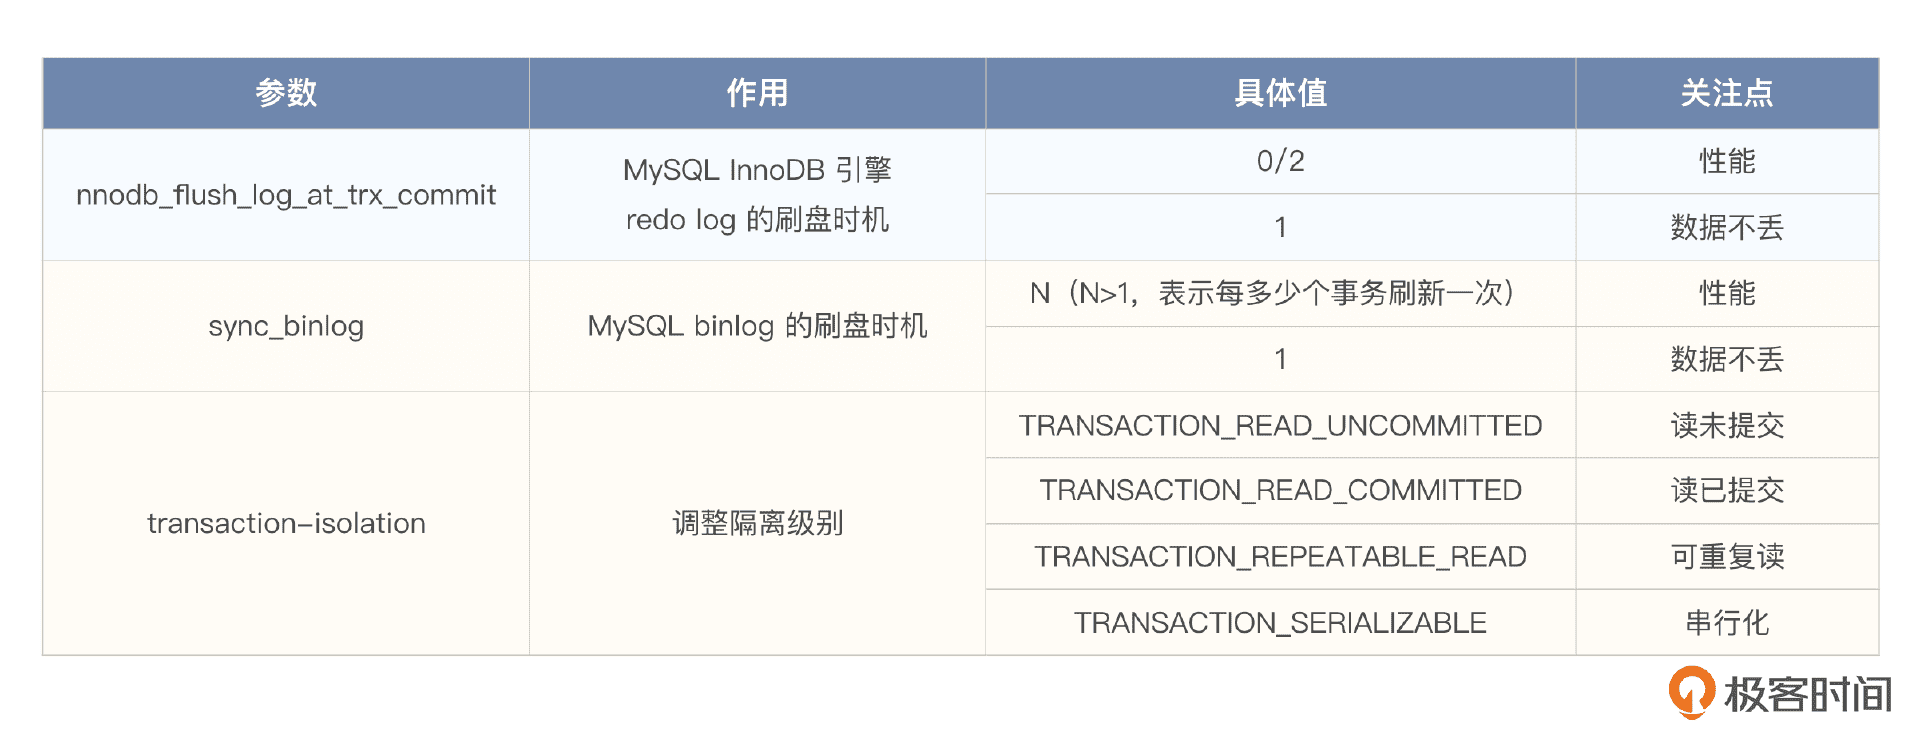 参数
作用
具体值
关注点
nnodb_flush_log_at_trx_commit
MySQL InnoDB 引擎
redo log 的刷盘时机
0/2
性能
1
数据不丢
sync_binlog
MySQL binlog 的刷盘时机
N（N>1，表示每多少个事务刷新一次）
性能
1
数据不丢
transaction-isolation
调整隔离级别
TRANSACTION_READ_UNCOMMITTED
读未提交
TRANSACTION_READ_COMMITTED
读已提交
TRANSACTION_REPEATABLE_READ
可重复读
TRANSACTION_SERIALIZABLE
串行化
极客时间